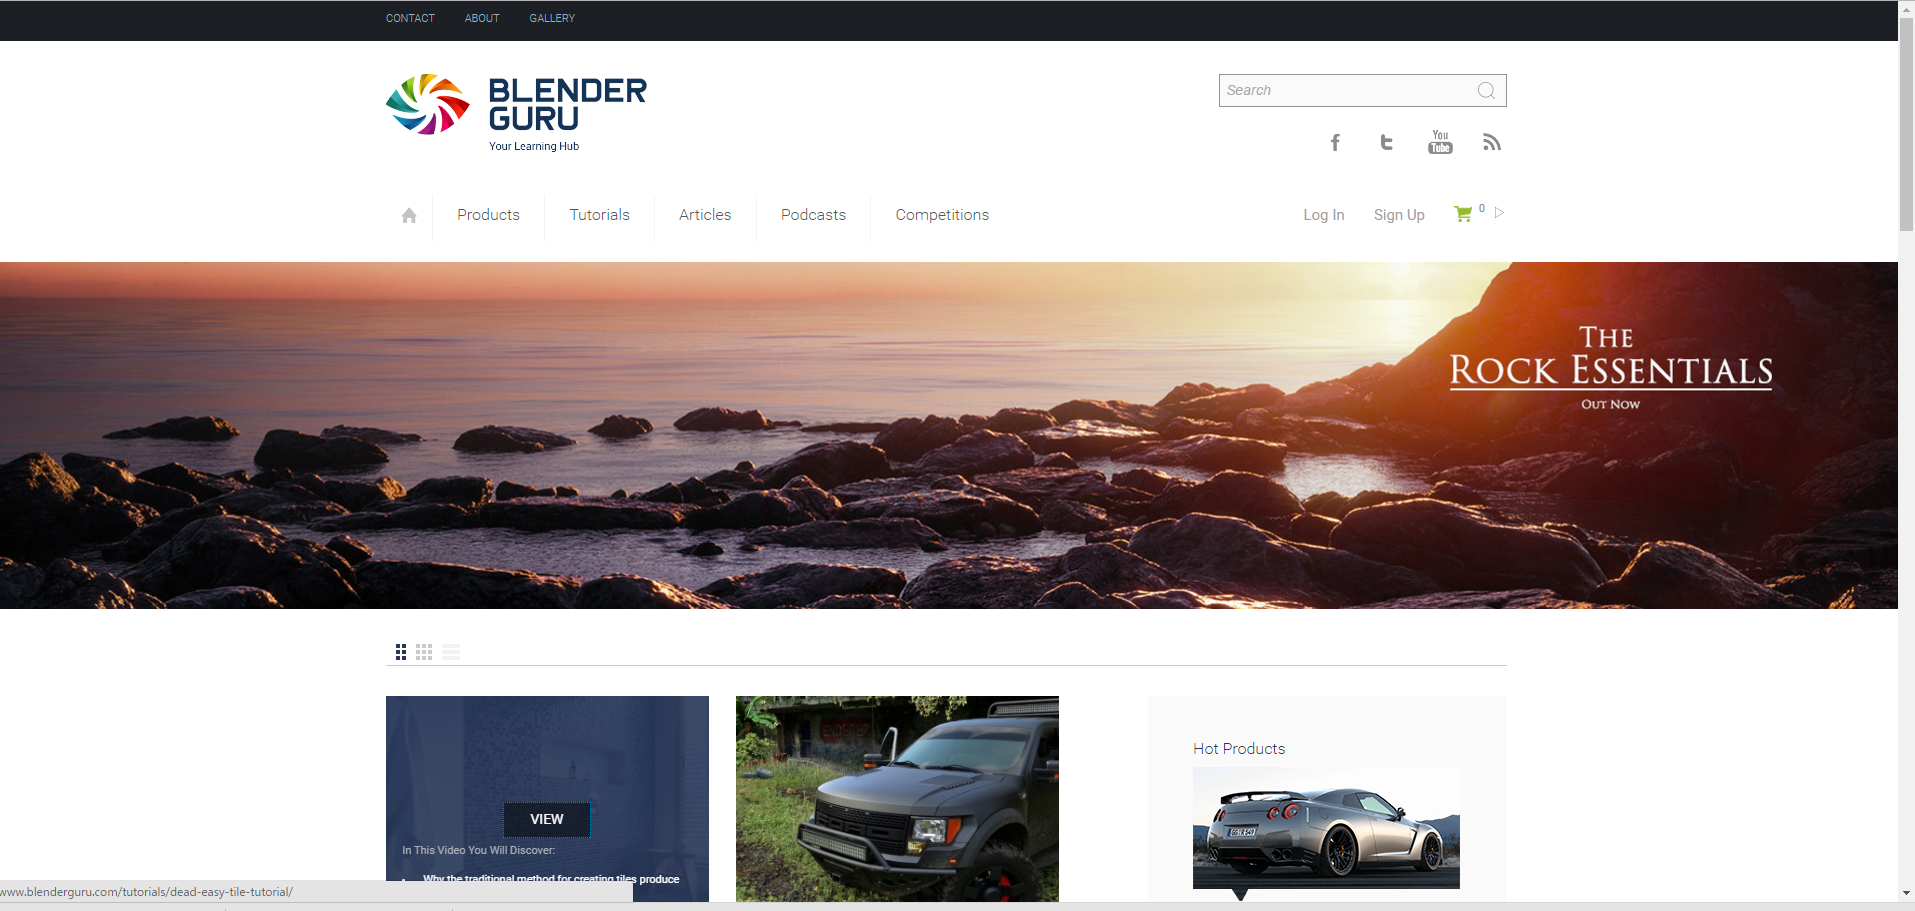 CONTACT ABOUT GALLERY
BLENDER
GURU
Your Learning Hub
Search
You
Tube
Products Tutorials Articles Podcasts Competitions
Log In Sign Up 0
THE
ROCK ESSENTIALS
OUT NOW
Hot Products
VIEW
In This Video You Will Discover:
Why the traditional method for creating tiles produce
www.blenderguru.com/tutorials/dead-easy-tile-tutorial/